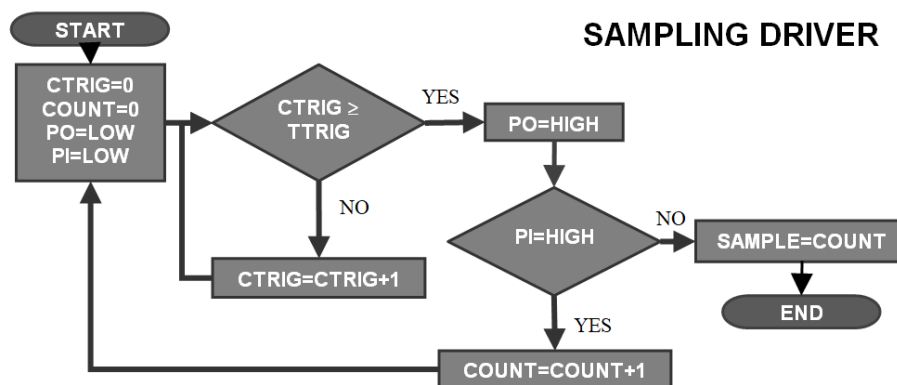 START
SAMPLING DRIVER
CTRIG=0
COUNT=0
PO=LOW
PI=LOW
CTRIG ≥
TTRIG
YES
PO=HIGH
NO
CTRIG=CTRIG+1
PI=HIGH
NO
SAMPLE=COUNT
END
YES
COUNT=COUNT+1